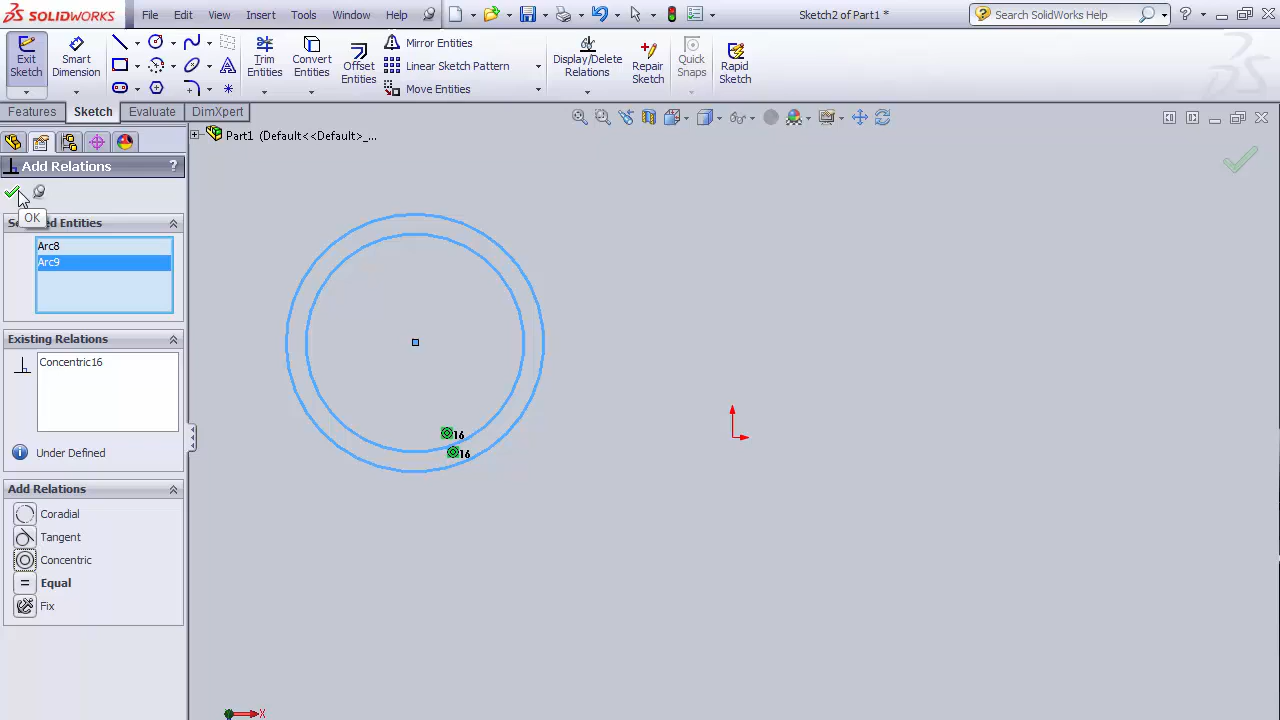 SOLIDWORKS File Edit View Insert Tools Window Help Sketch2 of Part1 * Search SolidWorks Help
Exit Sketch
Smart Dimension
Trim Entities
Convert Entities
Offset Entities
Mirror Entities
Linear Sketch Pattern
Move Entities
Display/Delete Relations
Repair Sketch
Quick Snaps
Rapid Sketch
Features Sketch Evaluate DimXpert
Part1 (Default<<Default>_...
Add Relations ?
OK
Entities
Arc8
Arc9
Existing Relations
Concentric16
16
16
Under Defined
Add Relations
Coradial
Tangent
Concentric
Equal
Fix
X